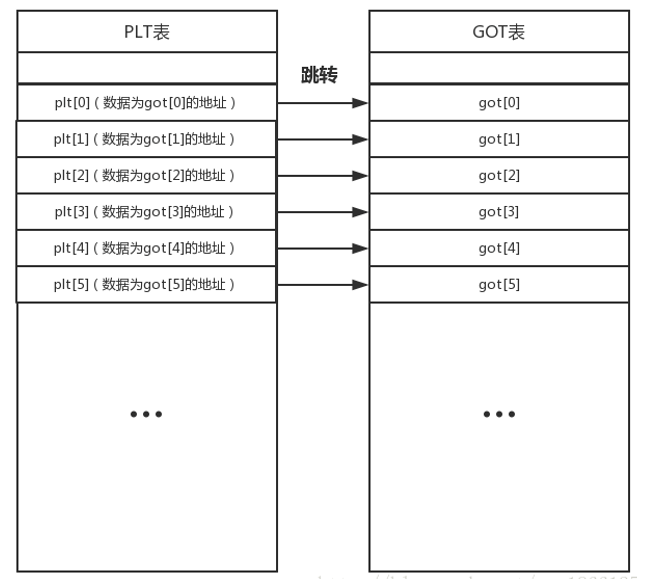 PLT表
GOT表
跳转
plt[0]（数据为got[0]的地址）
got[0]
plt[1]（数据为got[1]的地址）
got[1]
plt[2]（数据为got[2]的地址）
got[2]
plt[3]（数据为got[3]的地址）
got[3]
plt[4]（数据为got[4]的地址）
got[4]
plt[5]（数据为got[5]的地址）
got[5]
...
...